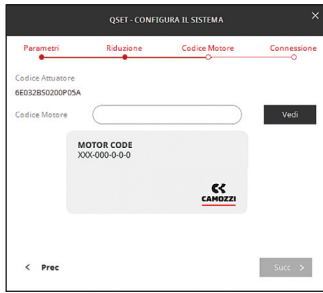 QSET - CONFIGURA IL SISTEMA
Parametri Riduzione Codice Motore Connessione
Codice Attuatore
6E032BS0200P05A
Codice Motore Vedi
MOTOR CODE
XXX-000-0-0-0
CAMOZZI
< Prec Succ >